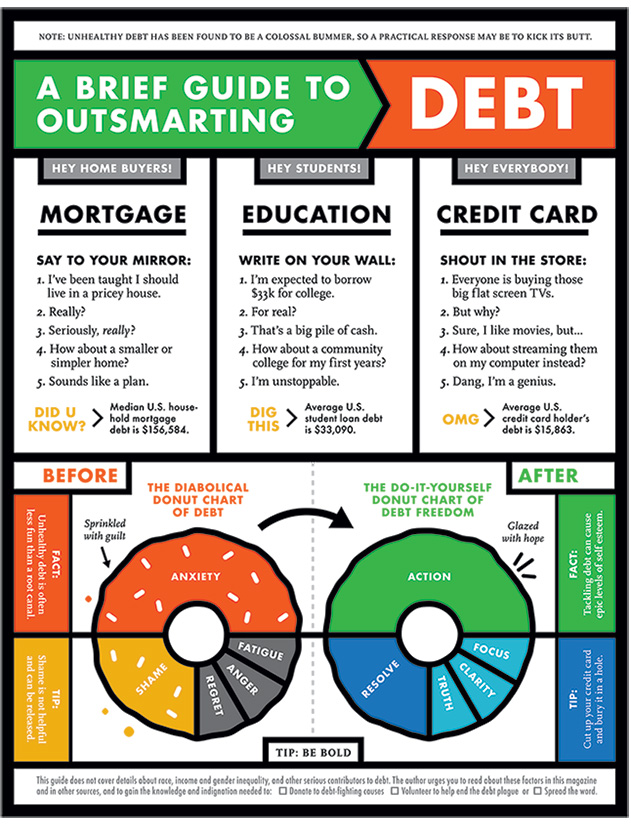 NOTE: UNHEALTHY DEBT HAS BEEN FOUND TO BE A COLOSSAL BUMMER, SO A PRACTICAL RESPONSE MAY BE TO KICK ITS BUTT.
A BRIEF GUIDE TO
OUTSMARTING
DEBT
HEY HOME BUYERS!
MORTGAGE
SAY TO YOUR MIRROR:
1. I've been taught I should
live in a pricey house.
2. Really?
3. Seriously, really?
4. How about a smaller or
simpler home?
5. Sounds like a plan.
DID U
KNOW?
Median U.S. house-
hold mortgage
debt is $156,584.
HEY STUDENTS!
EDUCATION
WRITE ON YOUR WALL:
1. I'm expected to borrow
$33k for college.
2. For real?
3. That's a big pile of cash.
4. How about a community
college for my first years?
5. I'm unstoppable.
DIG
THIS
Average U.S.
student loan debt
is $33,090.
HEY EVERYBODY!
CREDIT CARD
SHOUT IN THE STORE:
1. Everyone is buying those
big flat screen TVs.
2. But why?
3. Sure, I like movies, but...
4. How about streaming them
on my computer instead?
5. Dang, I'm a genius.
OMG
Average U.S.
credit card holder's
debt is $15,863.
BEFORE
THE DIABOLICAL
DONUT CHART
OF DEBT
FACT:
Unhealthy debt is often
less fun than a root canal.
TIP:
Shame is not helpful
and can be released.
Sprinkled
with guilt
ANXIETY
SHAME
REGRET
ANGER
FATIGUE
AFTER
THE DO-IT-YOURSELF
DONUT CHART OF
DEBT FREEDOM
Glazed
with hope
ACTION
RESOLVE
TRUTH
CLARITY
FOCUS
FACT:
Tackling debt can cause
epic levels of self esteem.
TIP:
Cut up your credit card
and bury it in a hole.
TIP: BE BOLD
This guide does not cover details about race, income and gender inequality, and other serious contributors to debt. The author urges you to read about these factors in this magazine
and in other sources, and to gain the knowledge and indignation needed to: ☐ Donate to debt-fighting causes ☐ Volunteer to help end the debt plague or ☐ Spread the word.